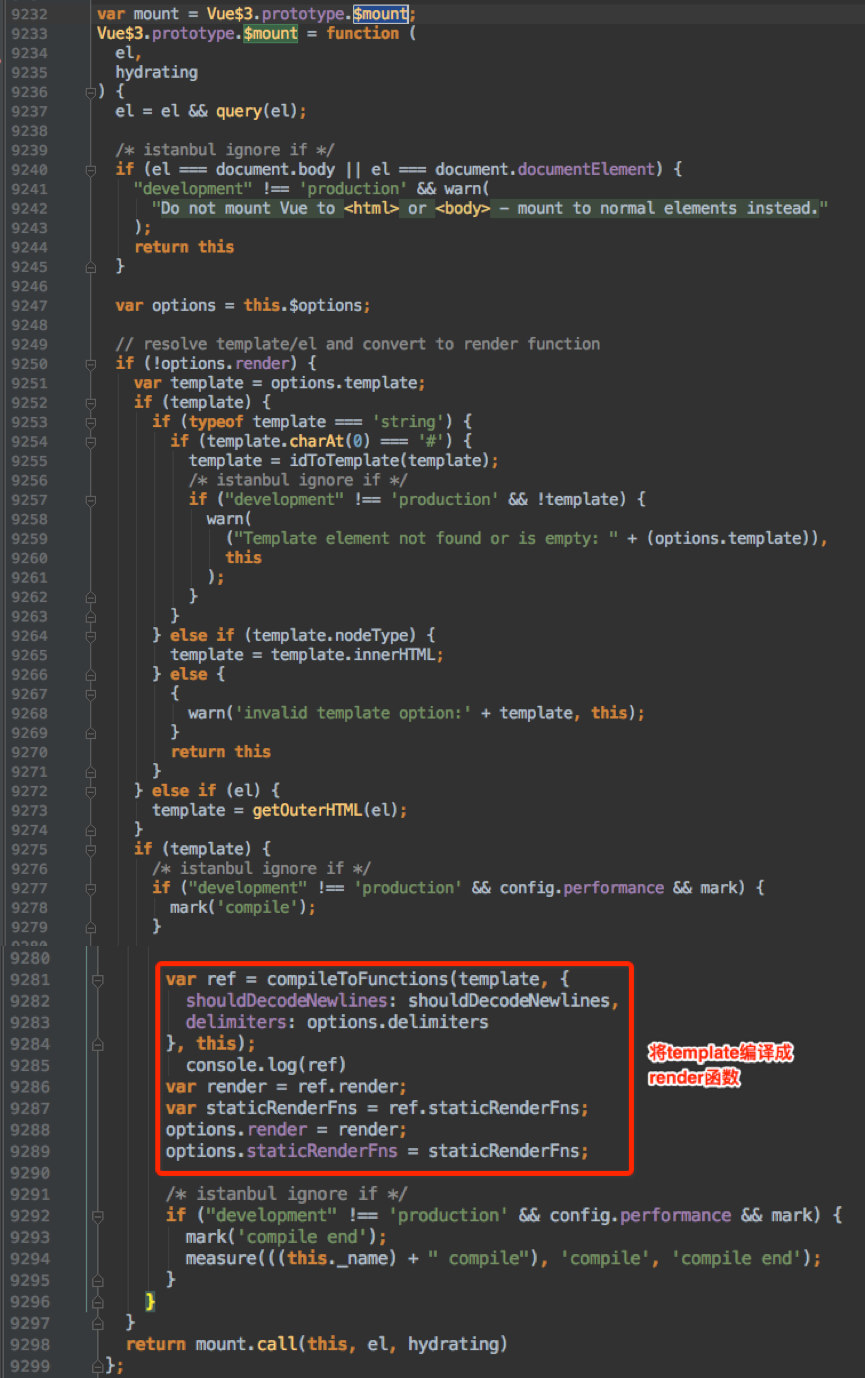 9232 var mount = Vue$3.prototype.$mount;
9233 Vue$3.prototype.$mount = function (
9234 el,
9235 hydrating
9236 ) {
9237 el = el && query(el);
9238
9239 /* istanbul ignore if */
9240 if (el === document.body || el === document.documentElement) {
9241 "development" !== 'production' && warn(
9242 "Do not mount Vue to <html> or <body> - mount to normal elements instead."
9243 );
9244 return this
9245 }
9246
9247 var options = this.$options;
9248
9249 // resolve template/el and convert to render function
9250 if (!options.render) {
9251 var template = options.template;
9252 if (template) {
9253 if (typeof template === 'string') {
9254 if (template.charAt(0) === '#') {
9255 template = idToTemplate(template);
9256 /* istanbul ignore if */
9257 if ("development" !== 'production' && !template) {
9258 warn(
9259 ("Template element not found or is empty: " + (options.template)),
9260 this
9261 );
9262 }
9263 }
9264 } else if (template.nodeType) {
9265 template = template.innerHTML;
9266 } else {
9267 {
9268 warn('invalid template option:' + template, this);
9269 }
9270 return this
9271 }
9272 } else if (el) {
9273 template = getOuterHTML(el);
9274 }
9275 if (template) {
9276 /* istanbul ignore if */
9277 if ("development" !== 'production' && config.performance && mark) {
9278 mark('compile');
9279 }
9280
9280
9281 var ref = compileToFunctions(template, {
9282 shouldDecodeNewlines: shouldDecodeNewlines,
9283 delimiters: options.delimiters
9284 }, this);
9285 console.log(ref)
9286 var render = ref.render;
9287 var staticRenderFns = ref.staticRenderFns;
9288 options.render = render;
9289 options.staticRenderFns = staticRenderFns;
将template编译成
render函数
9290
9291 /* istanbul ignore if */
9292 if ("development" !== 'production' && config.performance && mark) {
9293 mark('compile end');
9294 measure(((this._name) + " compile"), 'compile', 'compile end');
9295 }
9296 }
9297 }
9298 return mount.call(this, el, hydrating)
9299 };